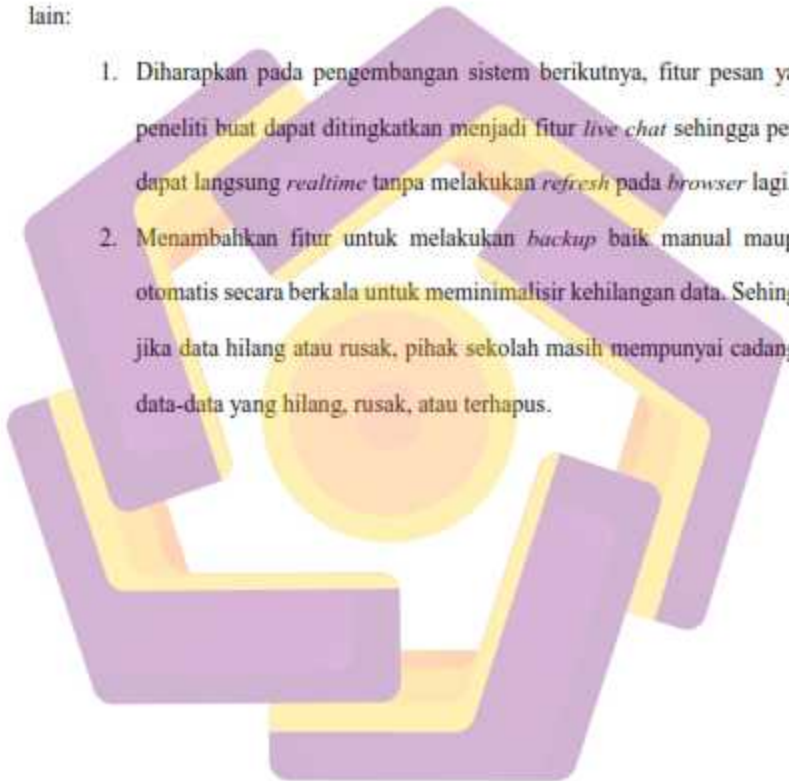 lain:
1. Diharapkan pada pengembangan sistem berikutnya, fitur pesan ya
peneliti buat dapat ditingkatkan menjadi fitur live chat sehingga pe
dapat langsung realtime tanpa melakukan refresh pada browser lagi.
2. Menambahkan fitur untuk melakukan backup baik manual maup
otomatis secara berkala untuk meminimalisir kehilangan data. Sehing
jika data hilang atau rusak, pihak sekolah masih mempunyai cadang
data-data yang hilang, rusak, atau terhapus.